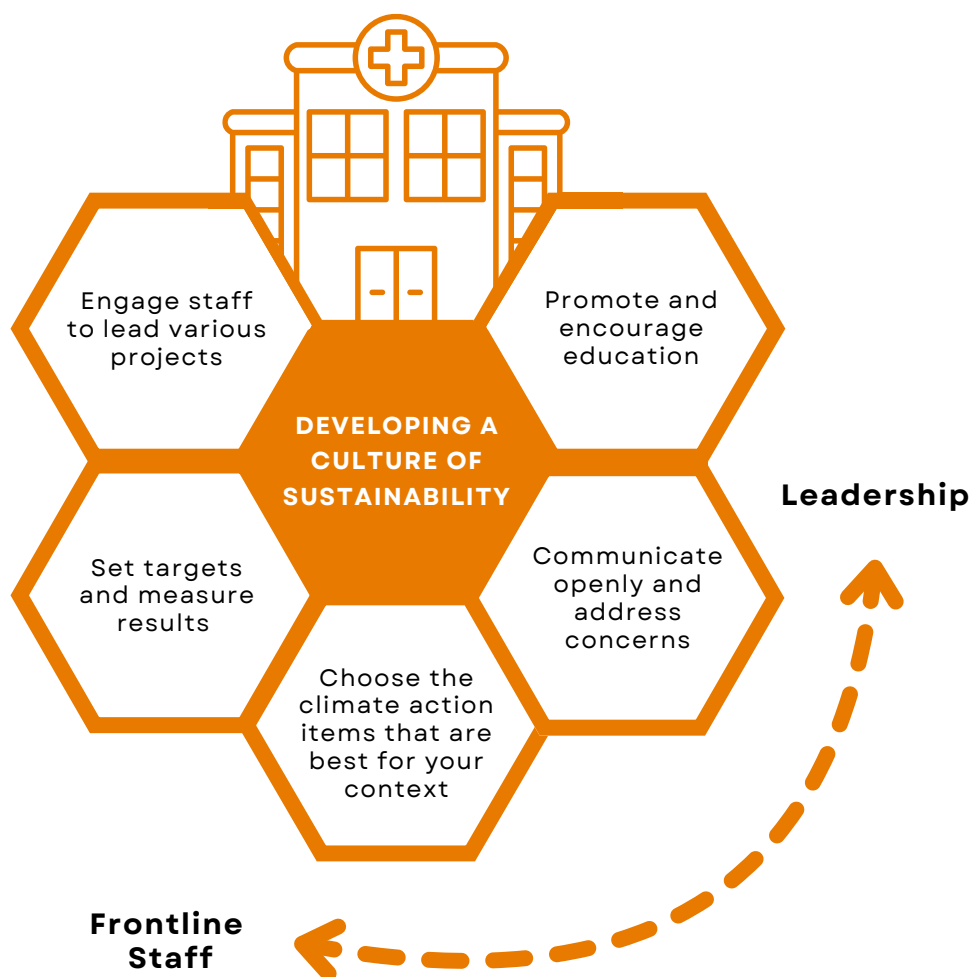 Engage staff
to lead various
projects
Promote and
encourage
education
DEVELOPING A
CULTURE OF
SUSTAINABILITY
Leadership
Set targets
and measure
results
Communicate
openly and
address
concerns
Choose the
climate action
items that are
best for your
context
Frontline
Staff